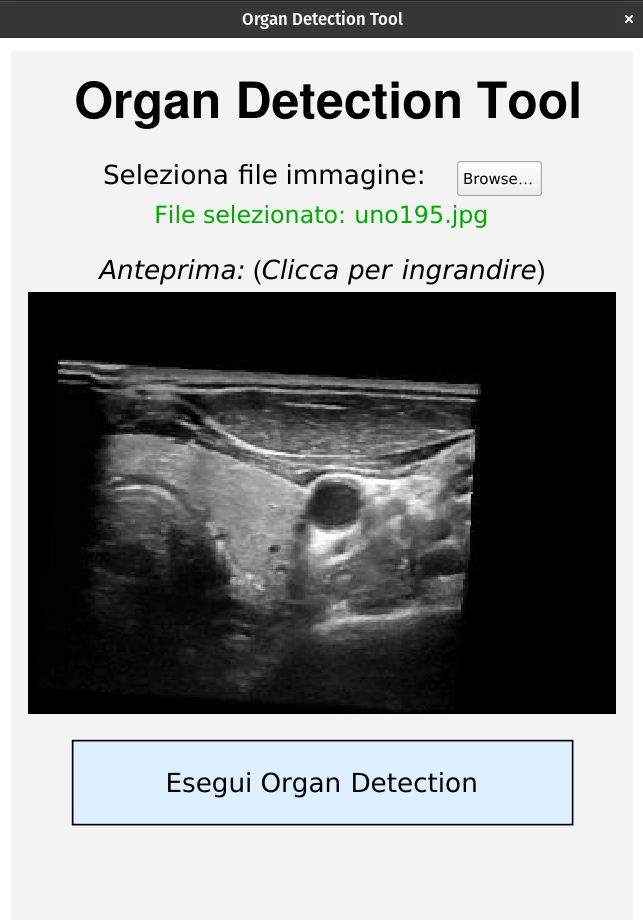 Organ Detection Tool
×
Organ Detection Tool
Seleziona file immagine: Browse...
File selezionato: uno195.jpg
Anteprima: (Clicca per ingrandire)
Esegui Organ Detection